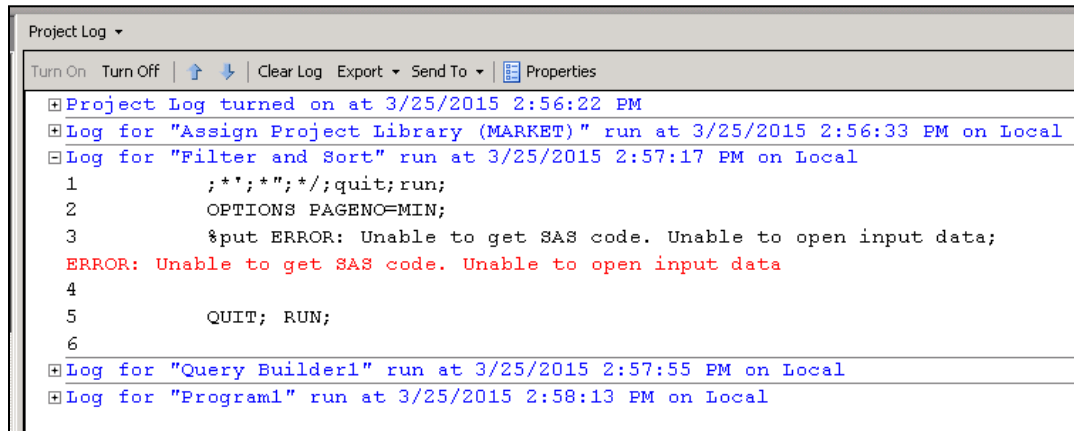 Project Log
Turn On Turn Off Clear Log Export Send To Properties
Project Log turned on at 3/25/2015 2:56:22 PM
Log for "Assign Project Library (MARKET)" run at 3/25/2015 2:56:33 PM on Local
Log for "Filter and Sort" run at 3/25/2015 2:57:17 PM on Local
1 ;*';*";*/;quit;run;
2 OPTIONS PAGENO=MIN;
3 %put ERROR: Unable to get SAS code. Unable to open input data;
ERROR: Unable to get SAS code. Unable to open input data
4
5 QUIT; RUN;
6
Log for "Query Builder1" run at 3/25/2015 2:57:55 PM on Local
Log for "Program1" run at 3/25/2015 2:58:13 PM on Local